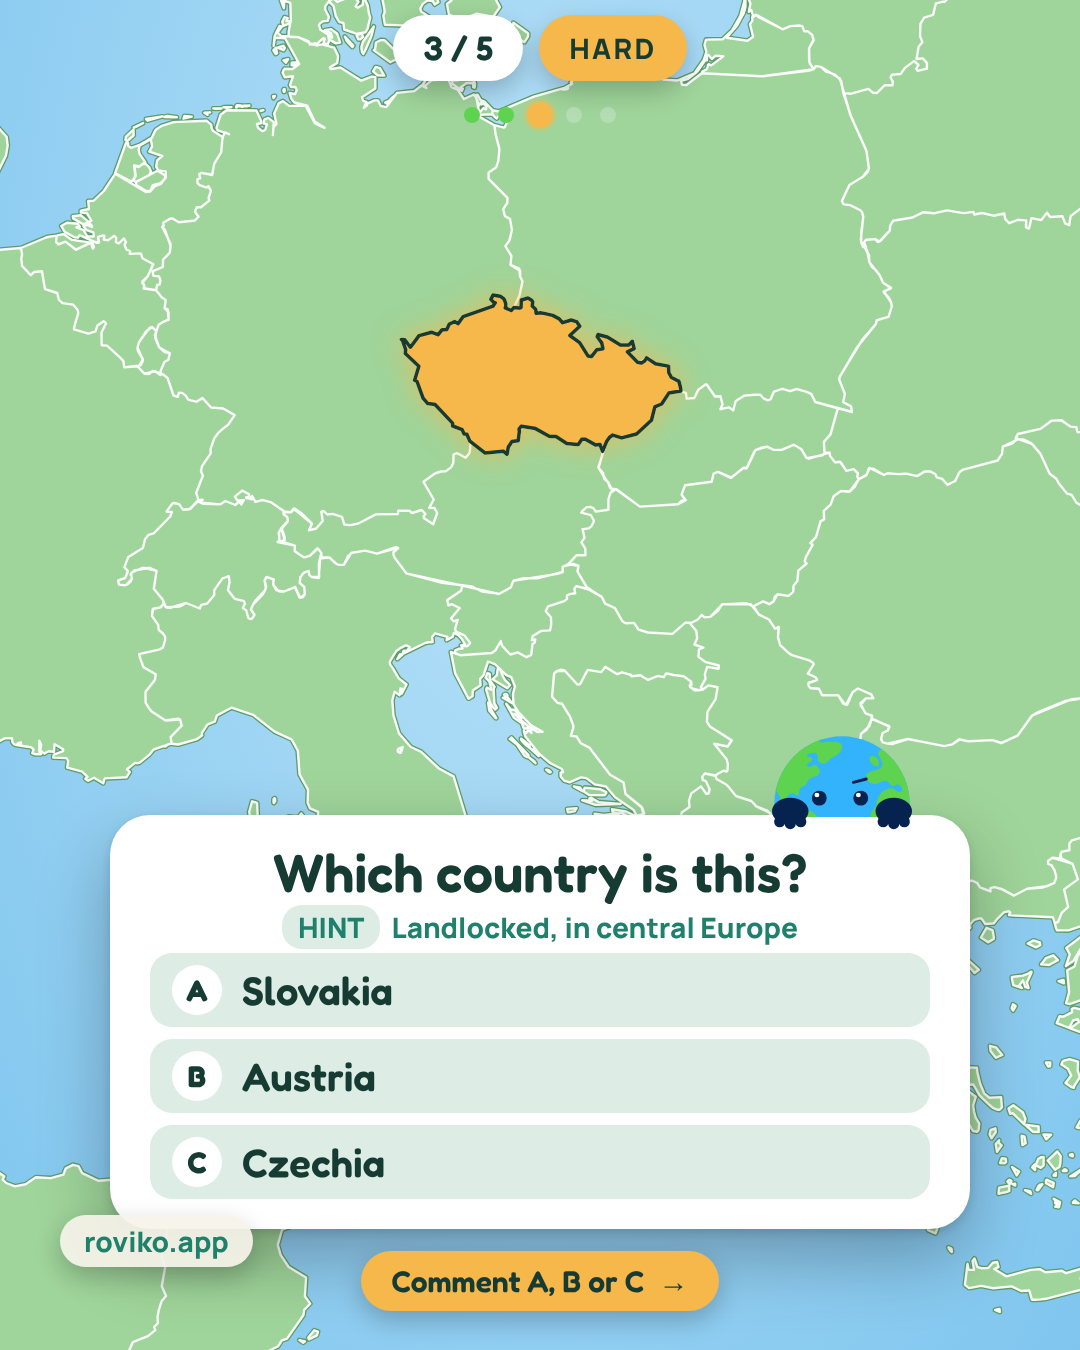 3 / 5
HARD
Which country is this?
HINT Landlocked, in central Europe
A Slovakia
B Austria
C Czechia
roviko.app
Comment A, B or C →